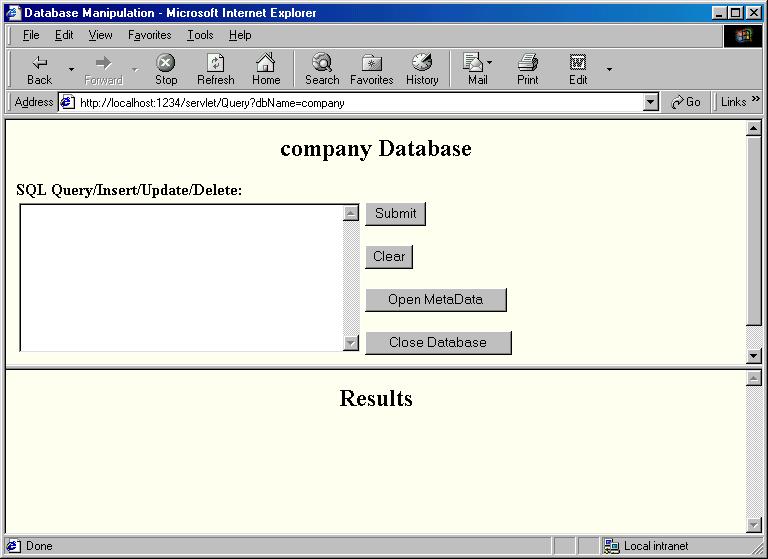 Database Manipulation - Microsoft Internet Explorer
File Edit View Favorites Tools Help
Back Forward Stop Refresh Home Search Favorites History Mail Print Edit
Address http://localhost:1234/servlet/Query?dbName=company Go Links »
company Database
SQL Query/Insert/Update/Delete:
Submit
Clear
Open MetaData
Close Database
Results
Done Local intranet